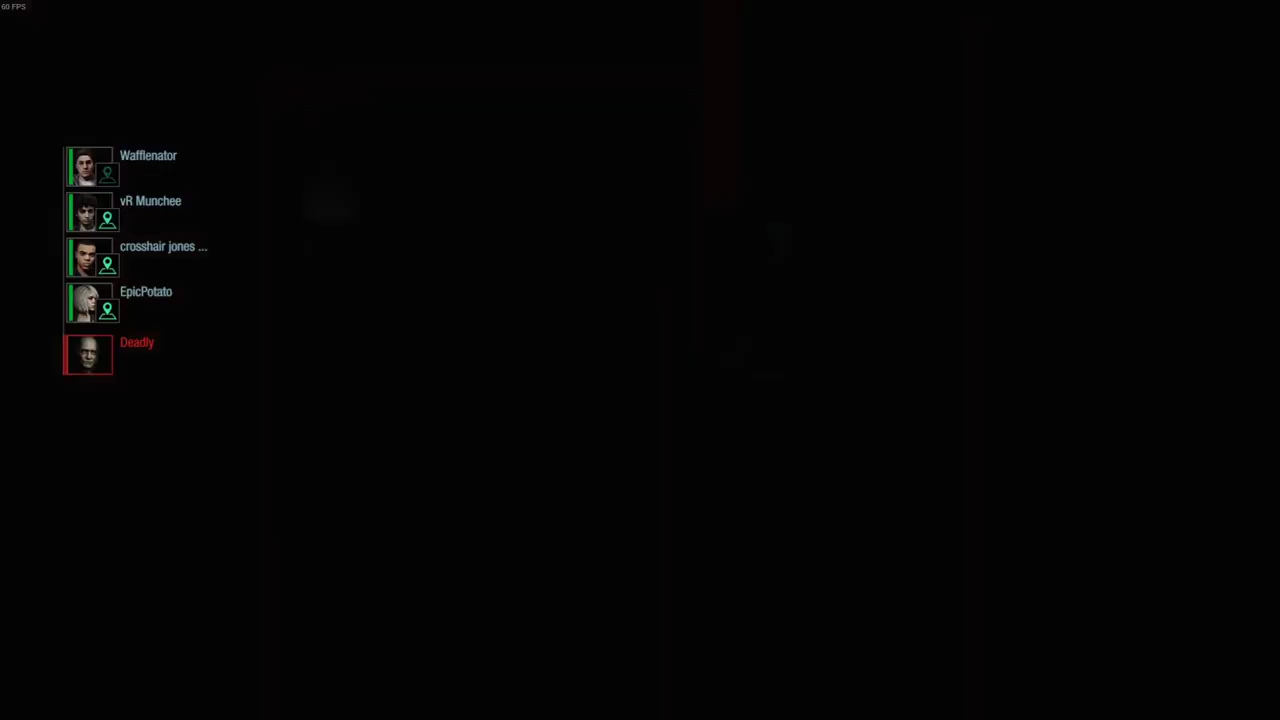 60 FPS
Wafflenator
vR Munchee
crosshair jones ...
EpicPotato
Deadly